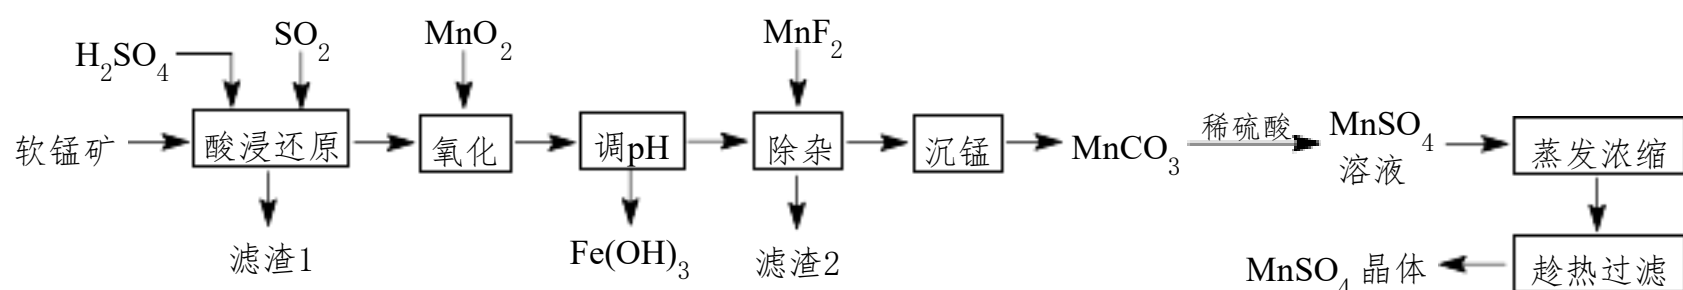 H₂SO₄ SO₂ MnO₂ MnF₂
软锰矿 酸浸还原 氧化 调pH 除杂 沉锰 MnCO₃ 稀硫酸 MnSO₄ 溶液 蒸发浓缩
滤渣1 Fe(OH)₃ 滤渣2 MnSO₄ 晶体 趁热过滤